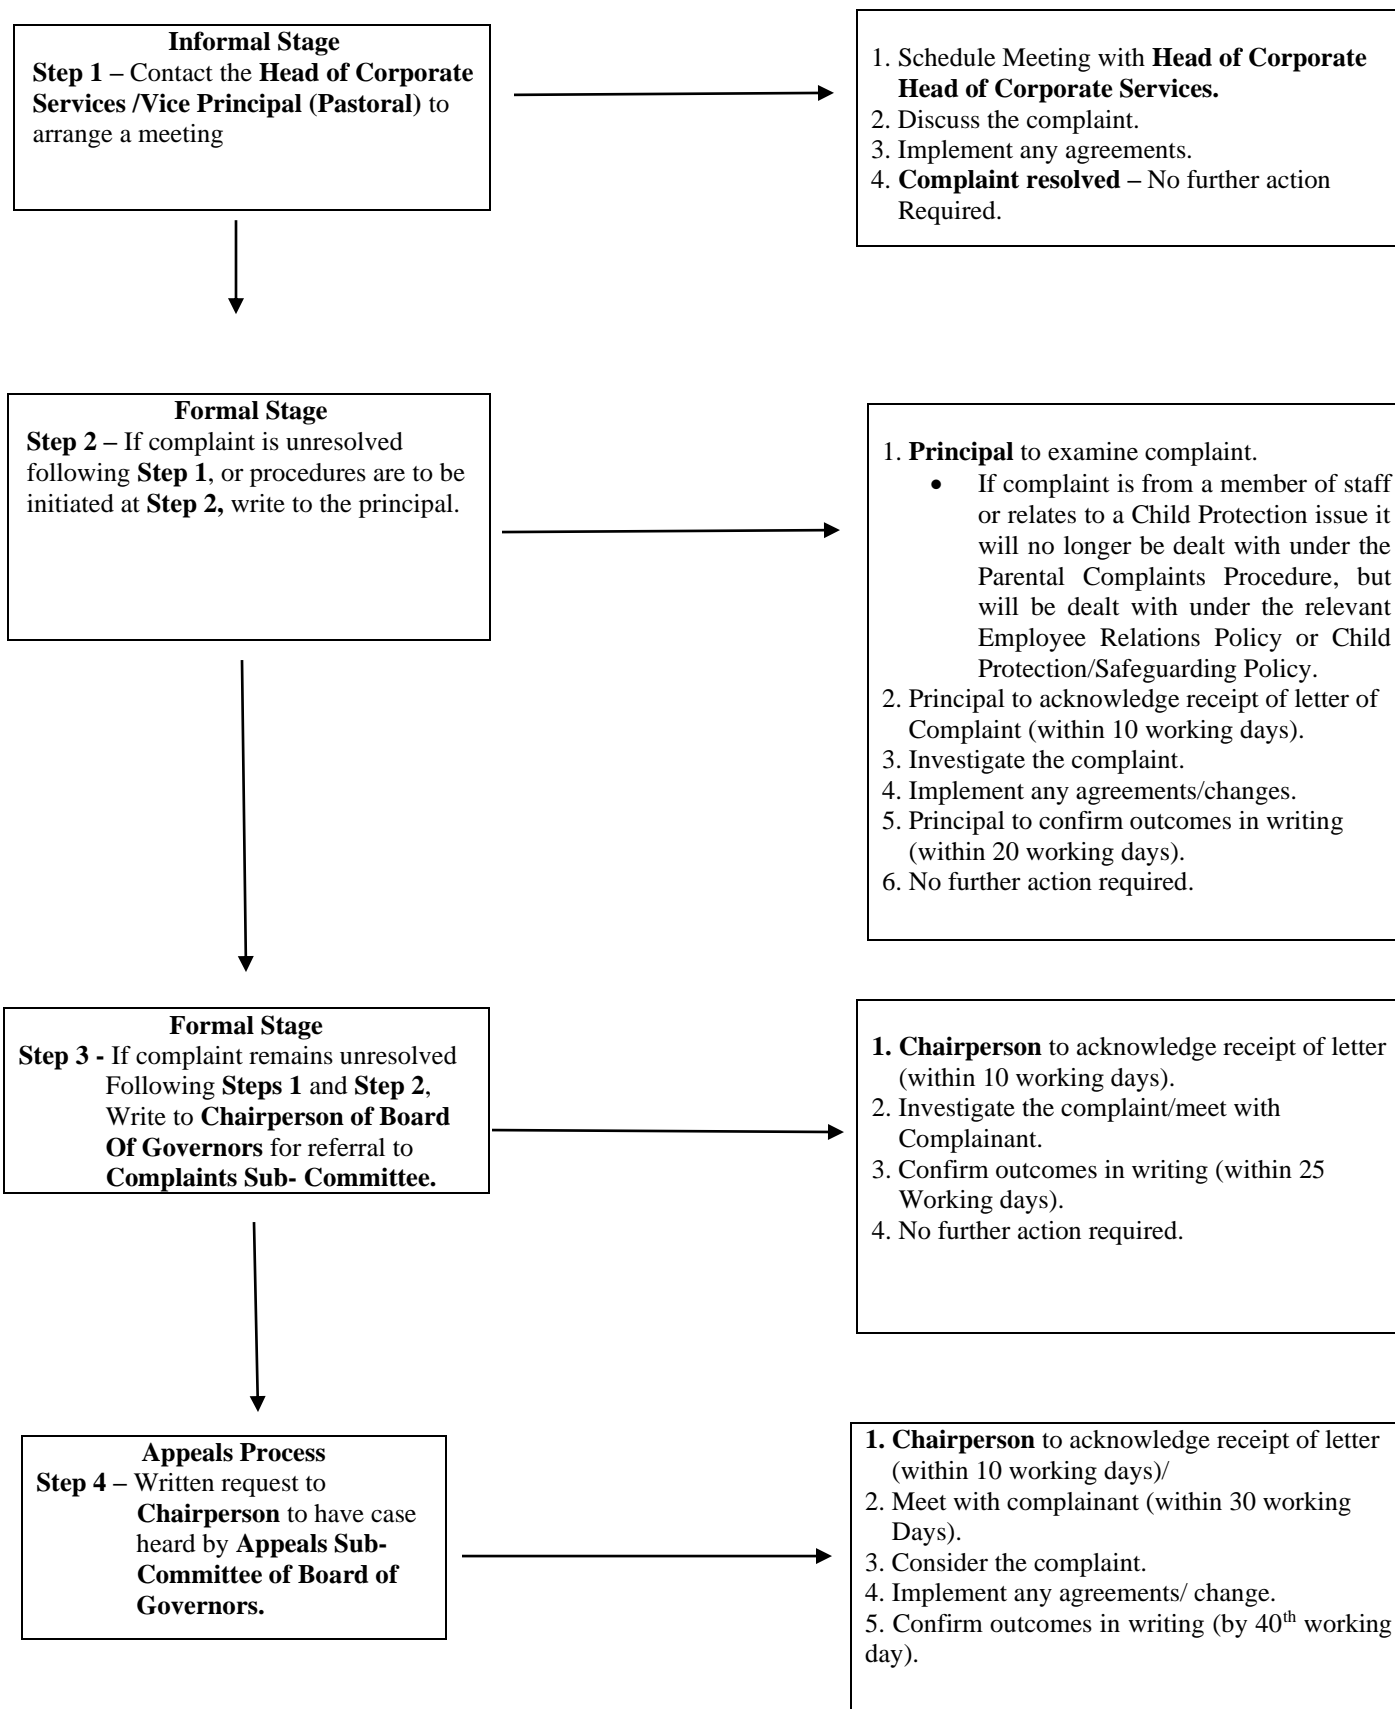 Informal Stage
Step 1 – Contact the Head of Corporate
Services /Vice Principal (Pastoral) to
arrange a meeting
1. Schedule Meeting with Head of Corporate
Head of Corporate Services.
2. Discuss the complaint.
3. Implement any agreements.
4. Complaint resolved – No further action
Required.
Formal Stage
Step 2 – If complaint is unresolved
following Step 1, or procedures are to be
initiated at Step 2, write to the principal.
1. Principal to examine complaint.
• If complaint is from a member of staff
or relates to a Child Protection issue it
will no longer be dealt with under the
Parental Complaints Procedure, but
will be dealt with under the relevant
Employee Relations Policy or Child
Protection/Safeguarding Policy.
2. Principal to acknowledge receipt of letter of
Complaint (within 10 working days).
3. Investigate the complaint.
4. Implement any agreements/changes.
5. Principal to confirm outcomes in writing
(within 20 working days).
6. No further action required.
Formal Stage
Step 3 - If complaint remains unresolved
Following Steps 1 and Step 2,
Write to Chairperson of Board
Of Governors for referral to
Complaints Sub- Committee.
1. Chairperson to acknowledge receipt of letter
(within 10 working days).
2. Investigate the complaint/meet with
Complainant.
3. Confirm outcomes in writing (within 25
Working days).
4. No further action required.
Appeals Process
Step 4 – Written request to
Chairperson to have case
heard by Appeals Sub-
Committee of Board of
Governors.
1. Chairperson to acknowledge receipt of letter
(within 10 working days)/
2. Meet with complainant (within 30 working
Days).
3. Consider the complaint.
4. Implement any agreements/ change.
5. Confirm outcomes in writing (by 40th working
day).